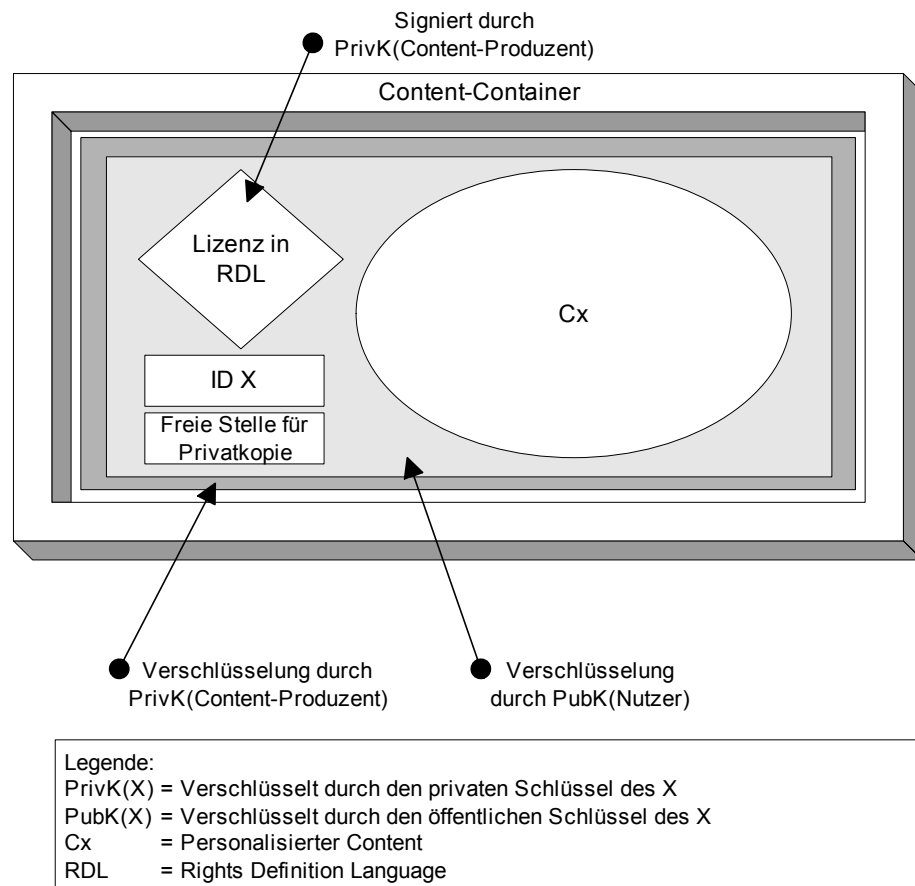 Signiert durch
PrivK(Content-Produzent)
Content-Container
Lizenz in
RDL
Cx
ID X
Freie Stelle für
Privatkopie
Verschlüsselung durch
PrivK(Content-Produzent)
Verschlüsselung
durch PubK(Nutzer)
Legende:
PrivK(X) = Verschlüsselt durch den privaten Schlüssel des X
PubK(X) = Verschlüsselt durch den öffentlichen Schlüssel des X
Cx = Personalisierter Content
RDL = Rights Definition Language